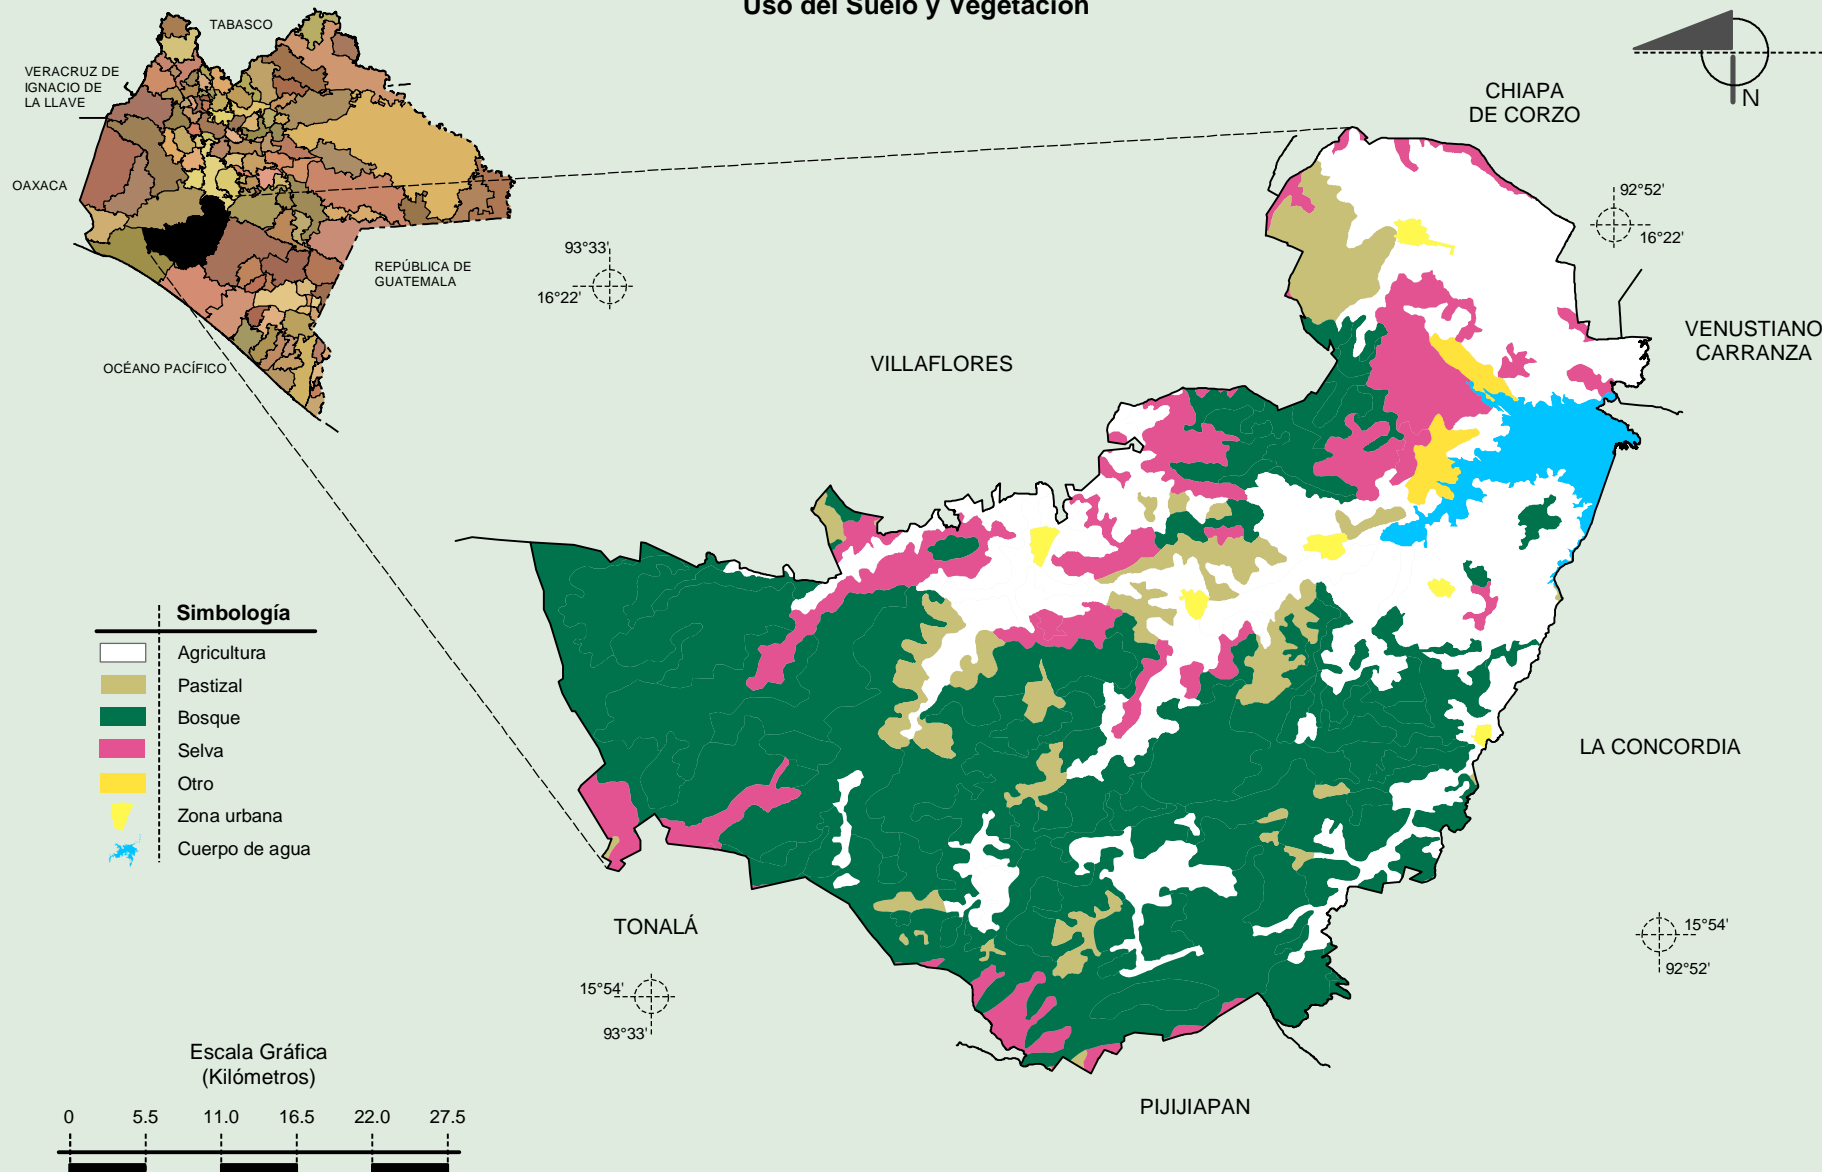 Uso del Suelo y Vegetación
TABASCO
VERACRUZ DE
IGNACIO DE
LA LLAVE
OAXACA
REPÚBLICA DE
GUATEMALA
OCÉANO PACÍFICO
N
CHIAPA
DE CORZO
92°52'
16°22'
93°33'
16°22'
VENUSTIANO
CARRANZA
VILLAFLORES
LA CONCORDIA
TONALÁ
15°54'
92°52'
15°54'
93°33'
PIJIJIAPAN
Simbología
Agricultura
Pastizal
Bosque
Selva
Otro
Zona urbana
Cuerpo de agua
Escala Gráfica
(Kilómetros)
0 5.5 11.0 16.5 22.0 27.5